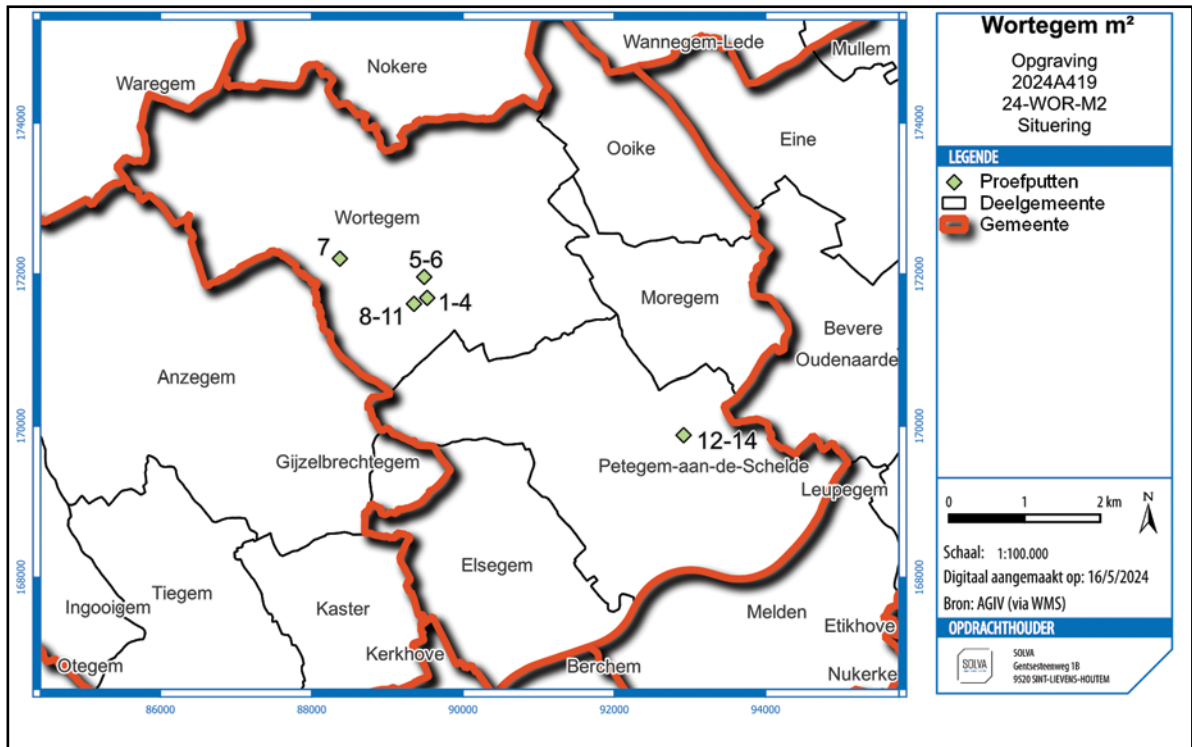 Wortegem m²
Opgraving
2024A419
24-WOR-M2
Situering
LEGENDE
Proefputten
Deelgemeente
Gemeente
0 1 2 km
N
Schaal: 1:100.000
Digitaal aangemaakt op: 16/5/2024
Bron: AGIV (via WMS)
OPDRACHTHOUDER
SOLVA
SOLVA
Gentsesteenweg 1B
9520 SINT-LIEVENS-HOUTEM
Wannegem-Lede
Mullem
Nokere
Waregem
Ooike
Eine
Wortegem
7
5-6
1-4
8-11
Moregem
Bevere
Oudenaarde
Anzegem
12-14
Gijzelbrechtegem
Petegem-aan-de-Schelde
Leupegem
Elsegem
Tiegem
Ingooigem
Kaster
Melden
Etikhove
Kerkhove
Otegem
Berchem
Nukerke
174000
172000
170000
168000
174000
172000
170000
168000
86000
88000
90000
92000
94000